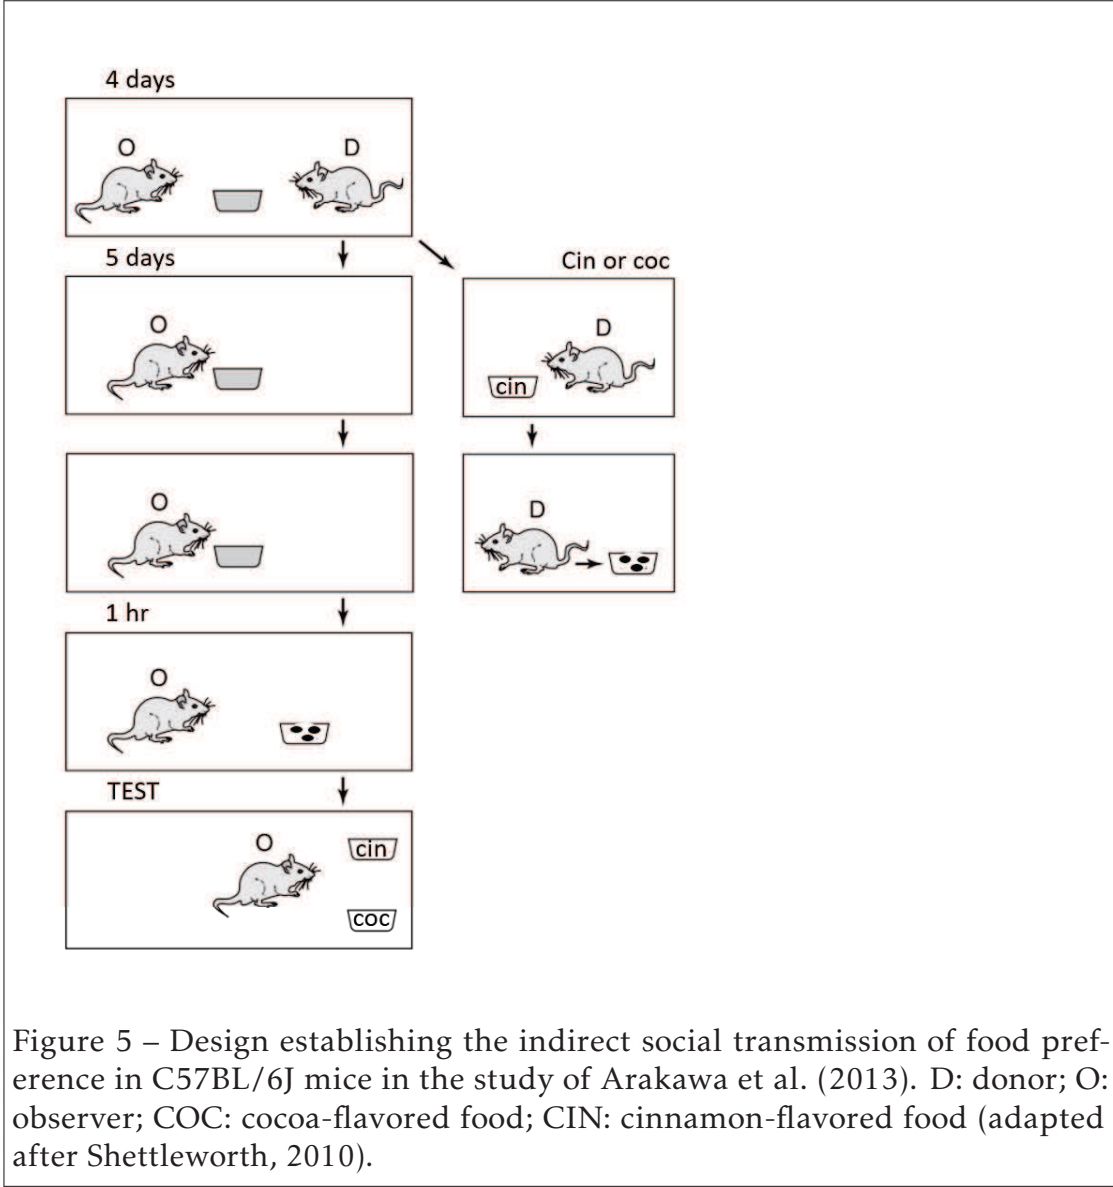 4 days
O
D
5 days
Cin or coc
O
D
cin
O
D
1 hr
O
TEST
O
cin
coc
Figure 5 – Design establishing the indirect social transmission of food pref-
erence in C57BL/6J mice in the study of Arakawa et al. (2013). D: donor; O:
observer; COC: cocoa-flavored food; CIN: cinnamon-flavored food (adapted
after Shettleworth, 2010).